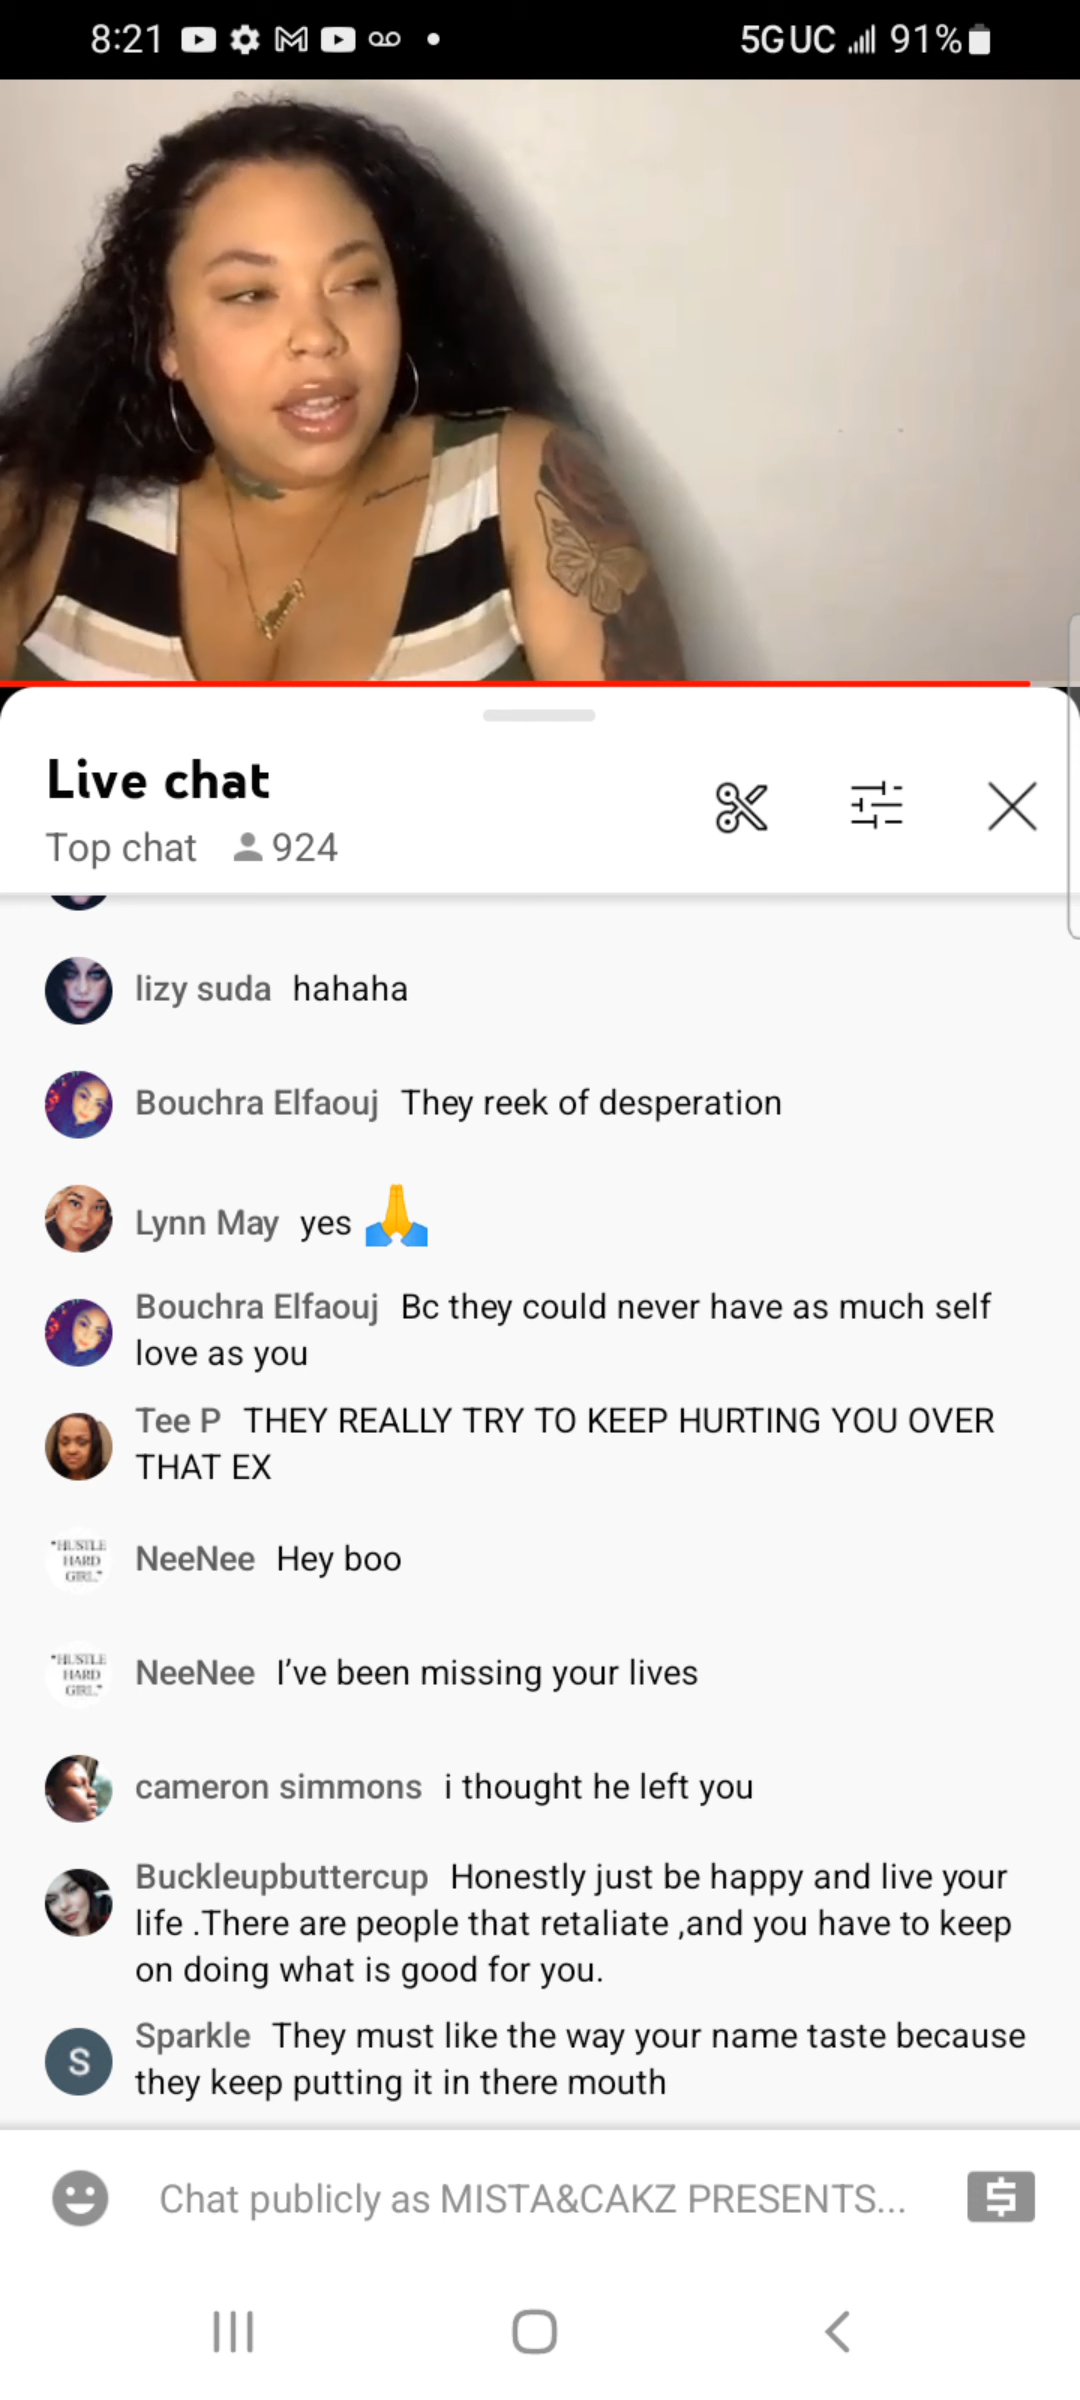 8:21
5G UC 91%
Live chat
Top chat 924
lizy suda hahaha
Bouchra Elfaouj They reek of desperation
Lynn May yes 🙏
Bouchra Elfaouj Bc they could never have as much self
love as you
Tee P THEY REALLY TRY TO KEEP HURTING YOU OVER
THAT EX
"HUSTLE
HARD
GIRL"
NeeNee Hey boo
"HUSTLE
HARD
GIRL"
NeeNee I've been missing your lives
cameron simmons i thought he left you
Buckleupbuttercup Honestly just be happy and live your
life .There are people that retaliate ,and you have to keep
on doing what is good for you.
S
Sparkle They must like the way your name taste because
they keep putting it in there mouth
Chat publicly as MISTA&CAKZ PRESENTS...